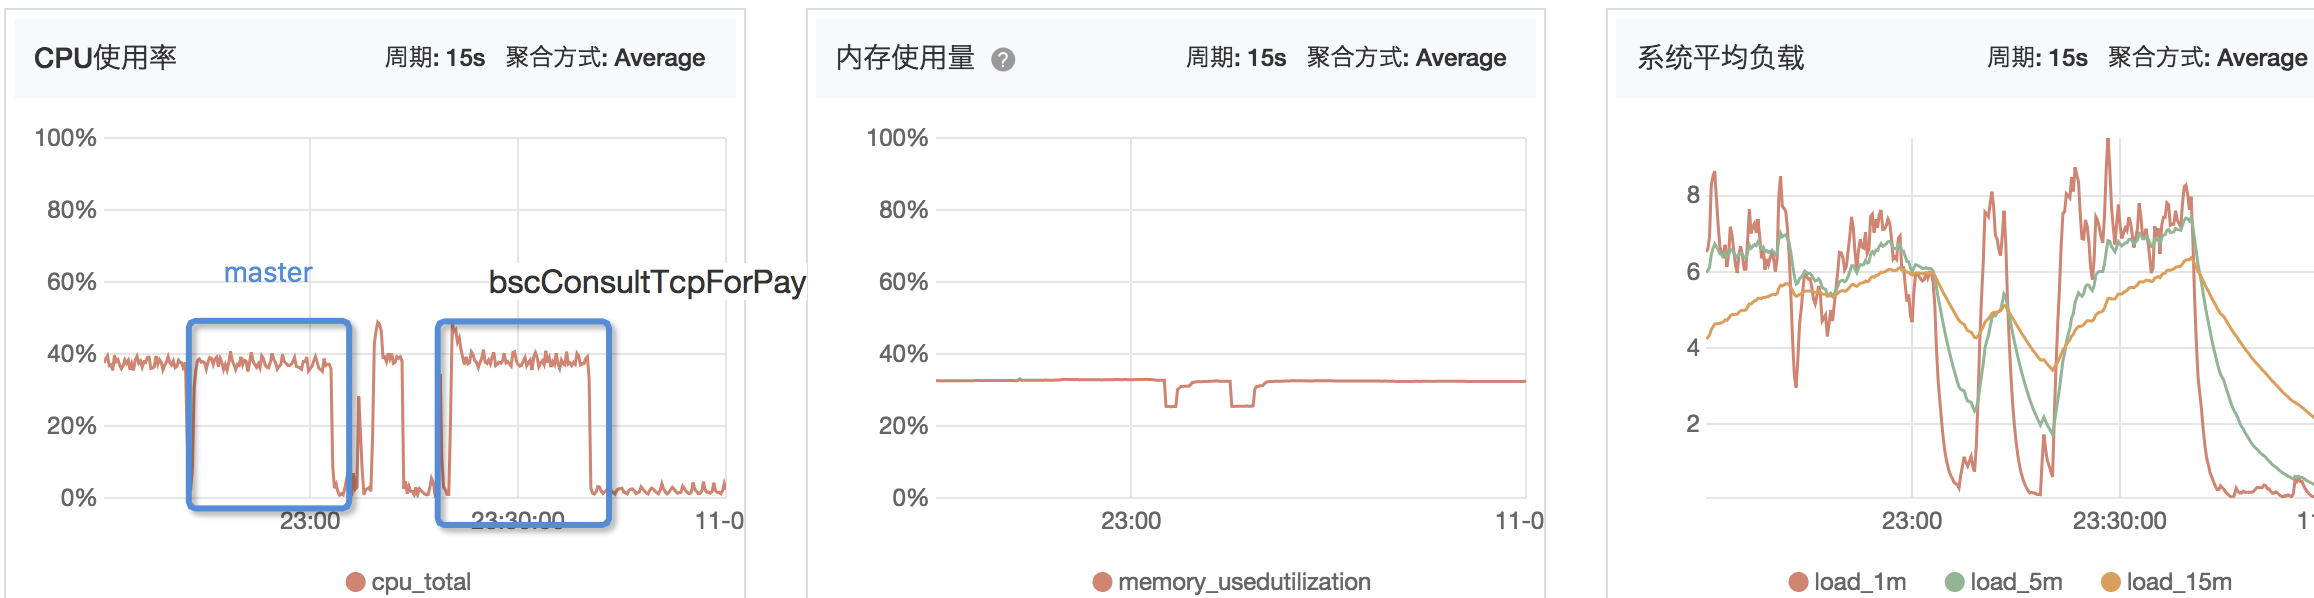 CPU使用率 周期: 15s 聚合方式: Average
100%
80%
60%
40%
20%
0%
master
bscConsultTcpForPay
23:00 23:30:00 11-0
cpu_total
内存使用量 ? 周期: 15s 聚合方式: Average
100%
80%
60%
40%
20%
0%
23:00 11-0
memory_usedutilization
系统平均负载 周期: 15s 聚合方式: Average
8
6
4
2
23:00 23:30:00 11
load_1m load_5m load_15m